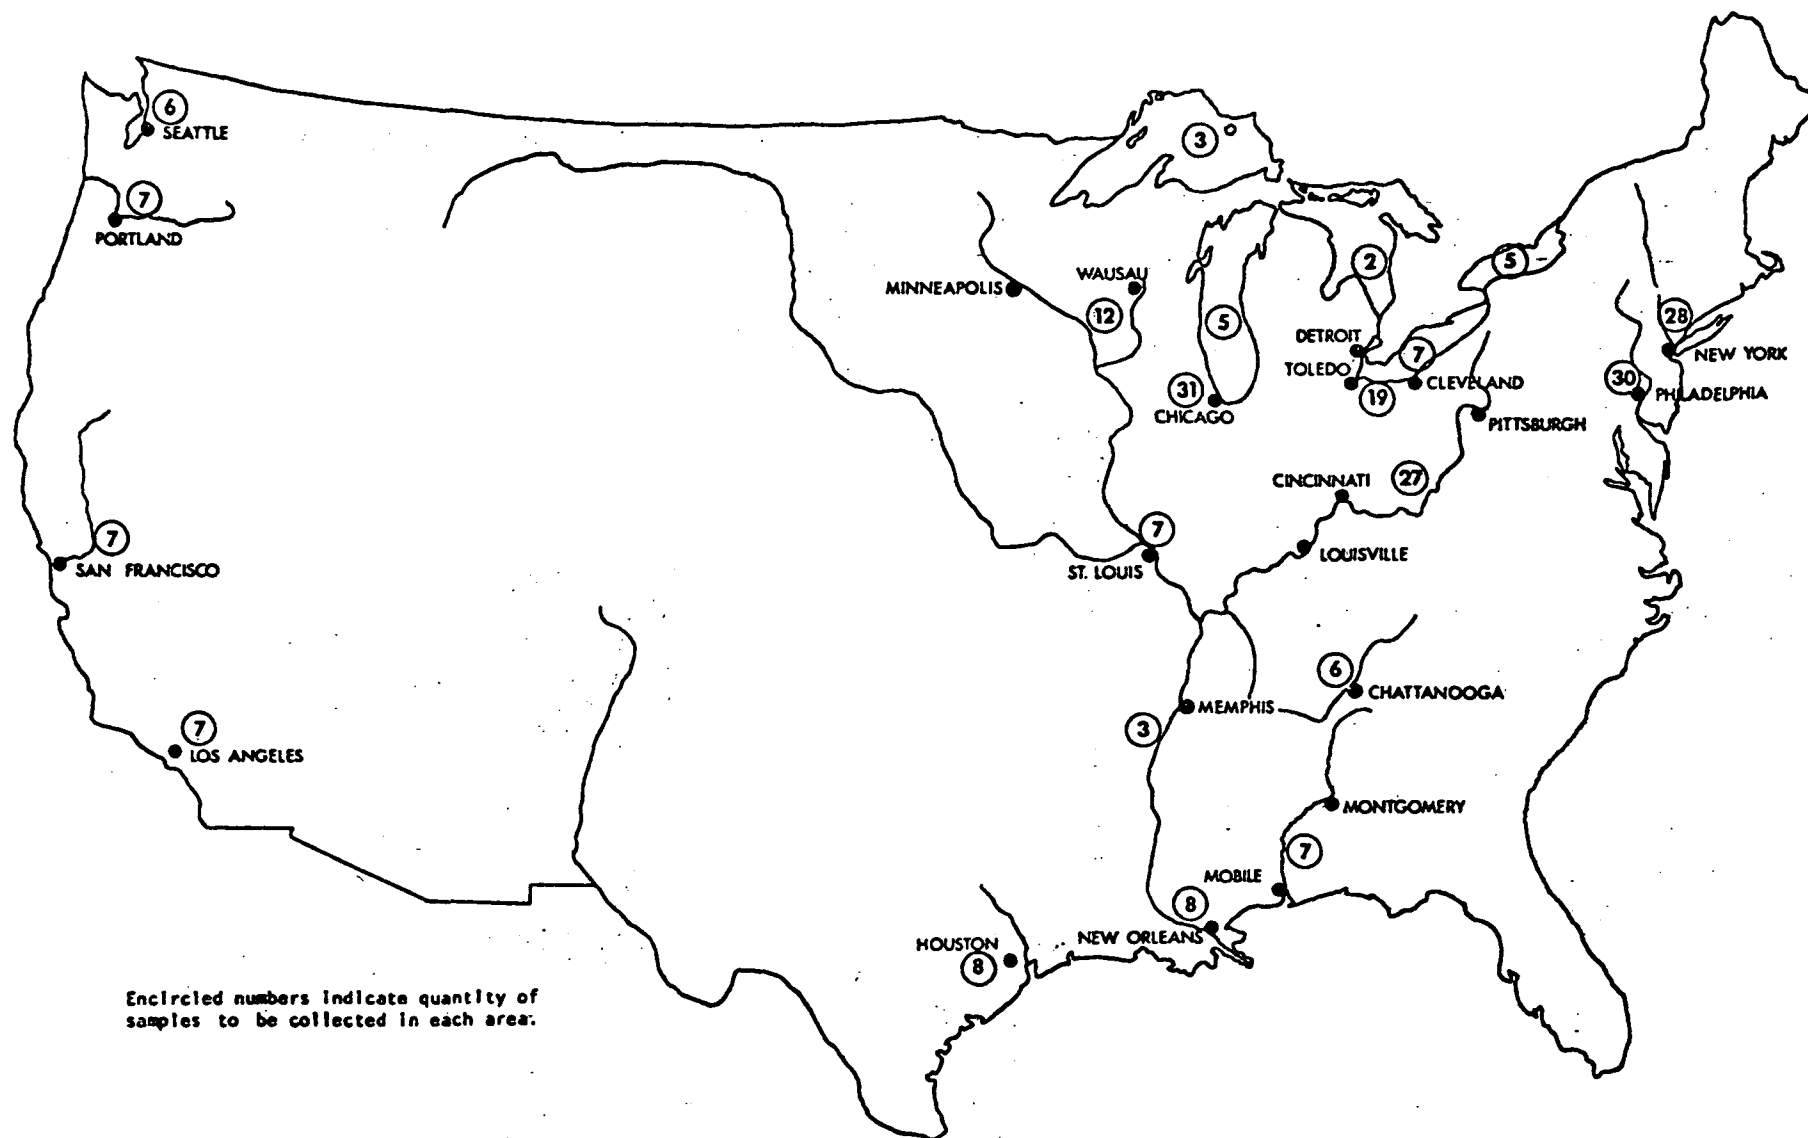 6
SEATTLE
3
7
PORTLAND
2
5
WAUSAU
MINNEAPOLIS
12
5
28
DETROIT
7
NEW YORK
TOLEDO
CLEVELAND
31
19
30
PHILADELPHIA
CHICAGO
PITTSBURGH
CINCINNATI
27
7
7
LOUISVILLE
SAN FRANCISCO
ST. LOUIS
6
CHATTANOOGA
MEMPHIS
7
3
LOS ANGELES
MONTGOMERY
7
MOBILE
8
NEW ORLEANS
HOUSTON
8
Encircled numbers indicate quantity of
samples to be collected in each area.